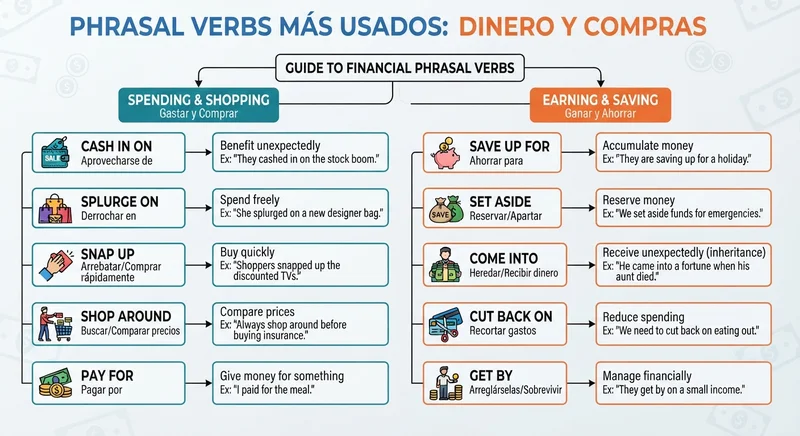 PHRASAL VERBS MÁS USADOS: DINERO Y COMPRAS
GUIDE TO FINANCIAL PHRASAL VERBS
SPENDING & SHOPPING
Gastar y Comprar
CASH IN ON
Aprovecharse de
SALE
Benefit unexpectedly
Ex: "They cashed in on the stock boom."
SPLURGE ON
Derrochar en
Spend freely
Ex: "She splurged on a new designer bag."
SNAP UP
Arrebatar/Comprar
rápidamente
Buy quickly
Ex: "Shoppers snapped up the
discounted TVs."
SHOP AROUND
Buscar/Comparar precios
Compare prices
Ex: "Always shop around before
buying insurance."
PAY FOR
Pagar por
Give money for something
Ex: "I paid for the meal."
EARNING & SAVING
Ganar y Ahorrar
SAVE UP FOR
Ahorrar para
Accumulate money
Ex: "They are saving up for a holiday."
SET ASIDE
Reservar/Apartar
SAVE
Reserve money
Ex: "We set aside funds for emergencies."
COME INTO
Heredar/Recibir dinero
Receive unexpectedly (inheritance)
Ex: "He came into a fortune when his
aunt died."
CUT BACK ON
Recortar gastos
Reduce spending
Ex: "We need to cut back on eating out."
GET BY
Arreglárselas/Sobrevivir
Manage financially
Ex: "They get by on a small income."